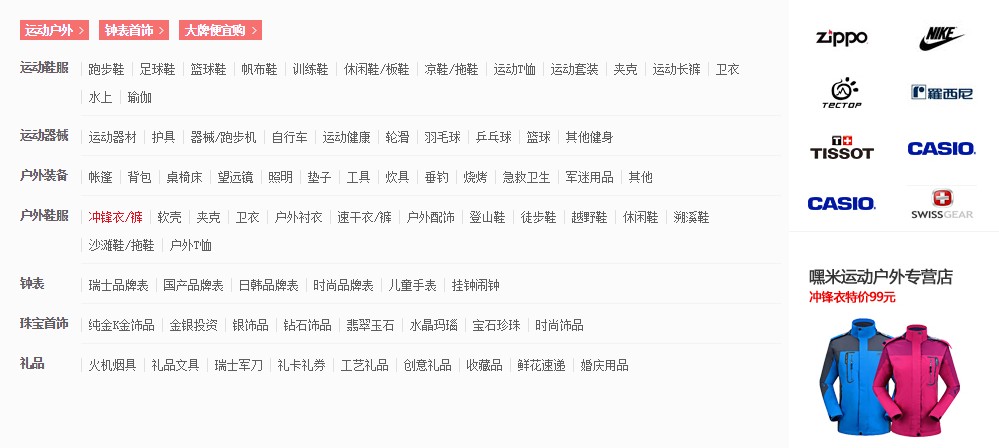 运动户外 > 钟表首饰 > 大牌便宜购 >
运动鞋服 跑步鞋 足球鞋 篮球鞋 帆布鞋 训练鞋 休闲鞋/板鞋 凉鞋/拖鞋 运动T恤 运动套装 夹克 运动长裤 卫衣
水上 瑜伽
运动器械 运动器材 护具 器械/跑步机 自行车 运动健康 轮滑 羽毛球 乒乓球 篮球 其他健身
户外装备 帐篷 背包 桌椅床 望远镜 照明 垫子 工具 炊具 垂钓 烧烤 急救卫生 军迷用品 其他
户外鞋服 冲锋衣/裤 软壳 夹克 卫衣 户外衬衣 速干衣/裤 户外配饰 登山鞋 徒步鞋 越野鞋 休闲鞋 溯溪鞋
沙滩鞋/拖鞋 户外T恤
钟表 瑞士品牌表 国产品牌表 日韩品牌表 时尚品牌表 儿童手表 挂钟闹钟
珠宝首饰 纯金K金饰品 金银投资 银饰品 钻石饰品 翡翠玉石 水晶玛瑙 宝石珍珠 时尚饰品
礼品 火机烟具 礼品文具 瑞士军刀 礼卡礼券 工艺礼品 创意礼品 收藏品 鲜花速递 婚庆用品
zippo NIKE
TECTOP 羅西尼
TISSOT CASIO
CASIO SWISSGEAR
嘿米运动户外专营店
冲锋衣特价99元